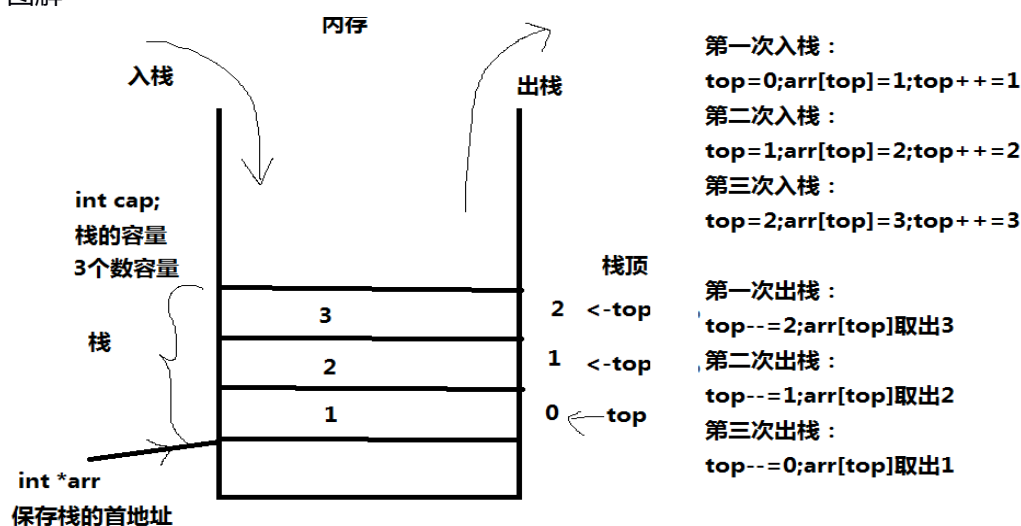 内存
入栈
出栈
int cap;
栈的容量
3个数容量
栈
栈顶
3
2 <-top
2
1 <-top
1
0 top
int *arr
保存栈的首地址
第一次入栈：
top=0;arr[top]=1;top++=1
第二次入栈：
top=1;arr[top]=2;top++=2
第三次入栈：
top=2;arr[top]=3;top++=3
第一次出栈：
top--=2;arr[top]取出3
第二次出栈：
top--=1;arr[top]取出2
第三次出栈：
top--=0;arr[top]取出1